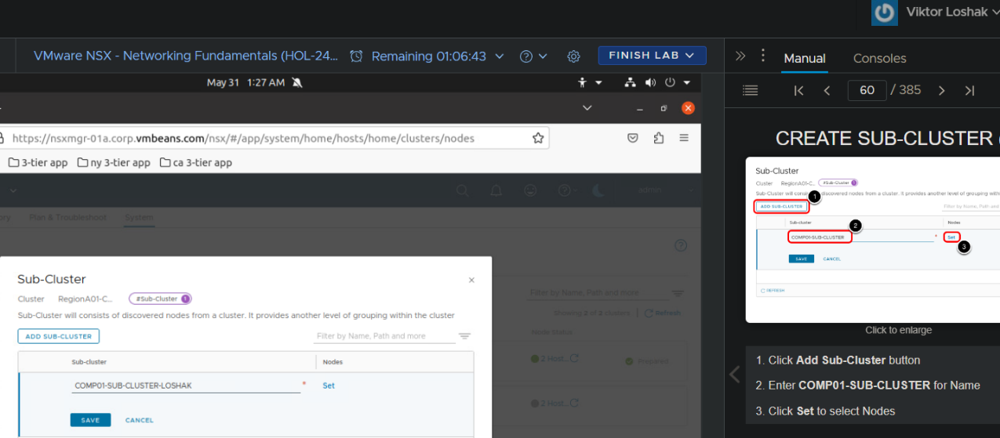 Viktor Loshak
VMware NSX - Networking Fundamentals (HOL-24... Remaining 01:06:43 ? FINISH LAB
Manual Consoles
May 31 1:27 AM
60 / 385
https://nsxmgr-01a.corp.vmbeans.com/nsx/#/app/system/home/hosts/home/clusters/nodes
3-tier app ny 3-tier app ca 3-tier app
admin
ory Plan & Troubleshoot System
Sub-Cluster
Cluster RegionA01-C... #Sub-Cluster 1
Sub-Cluster will consists of discovered nodes from a cluster. It provides another level of grouping within the cluster
ADD SUB-CLUSTER Filter by Name, Path and more
Sub-cluster Nodes
COMP01-SUB-CLUSTER-LOSHAK * Set
SAVE CANCEL
Filter by Name, Path and more
Showing 2 of 2 clusters | Refresh
Node Status
2 Host... Prepared
2 Host...
CREATE SUB-CLUSTER (
Sub-Cluster
Cluster RegionA01-C... #Sub-Cluster 1
Sub-Cluster will discovered nodes from a cluster. It provides another level of grouping with
1
ADD SUB-CLUSTER Filter by Name, Path and
Sub-cluster Nodes
2
COMP01-SUB-CLUSTER * Set
3
SAVE CANCEL
REFRESH
Click to enlarge
1. Click Add Sub-Cluster button
2. Enter COMP01-SUB-CLUSTER for Name
3. Click Set to select Nodes